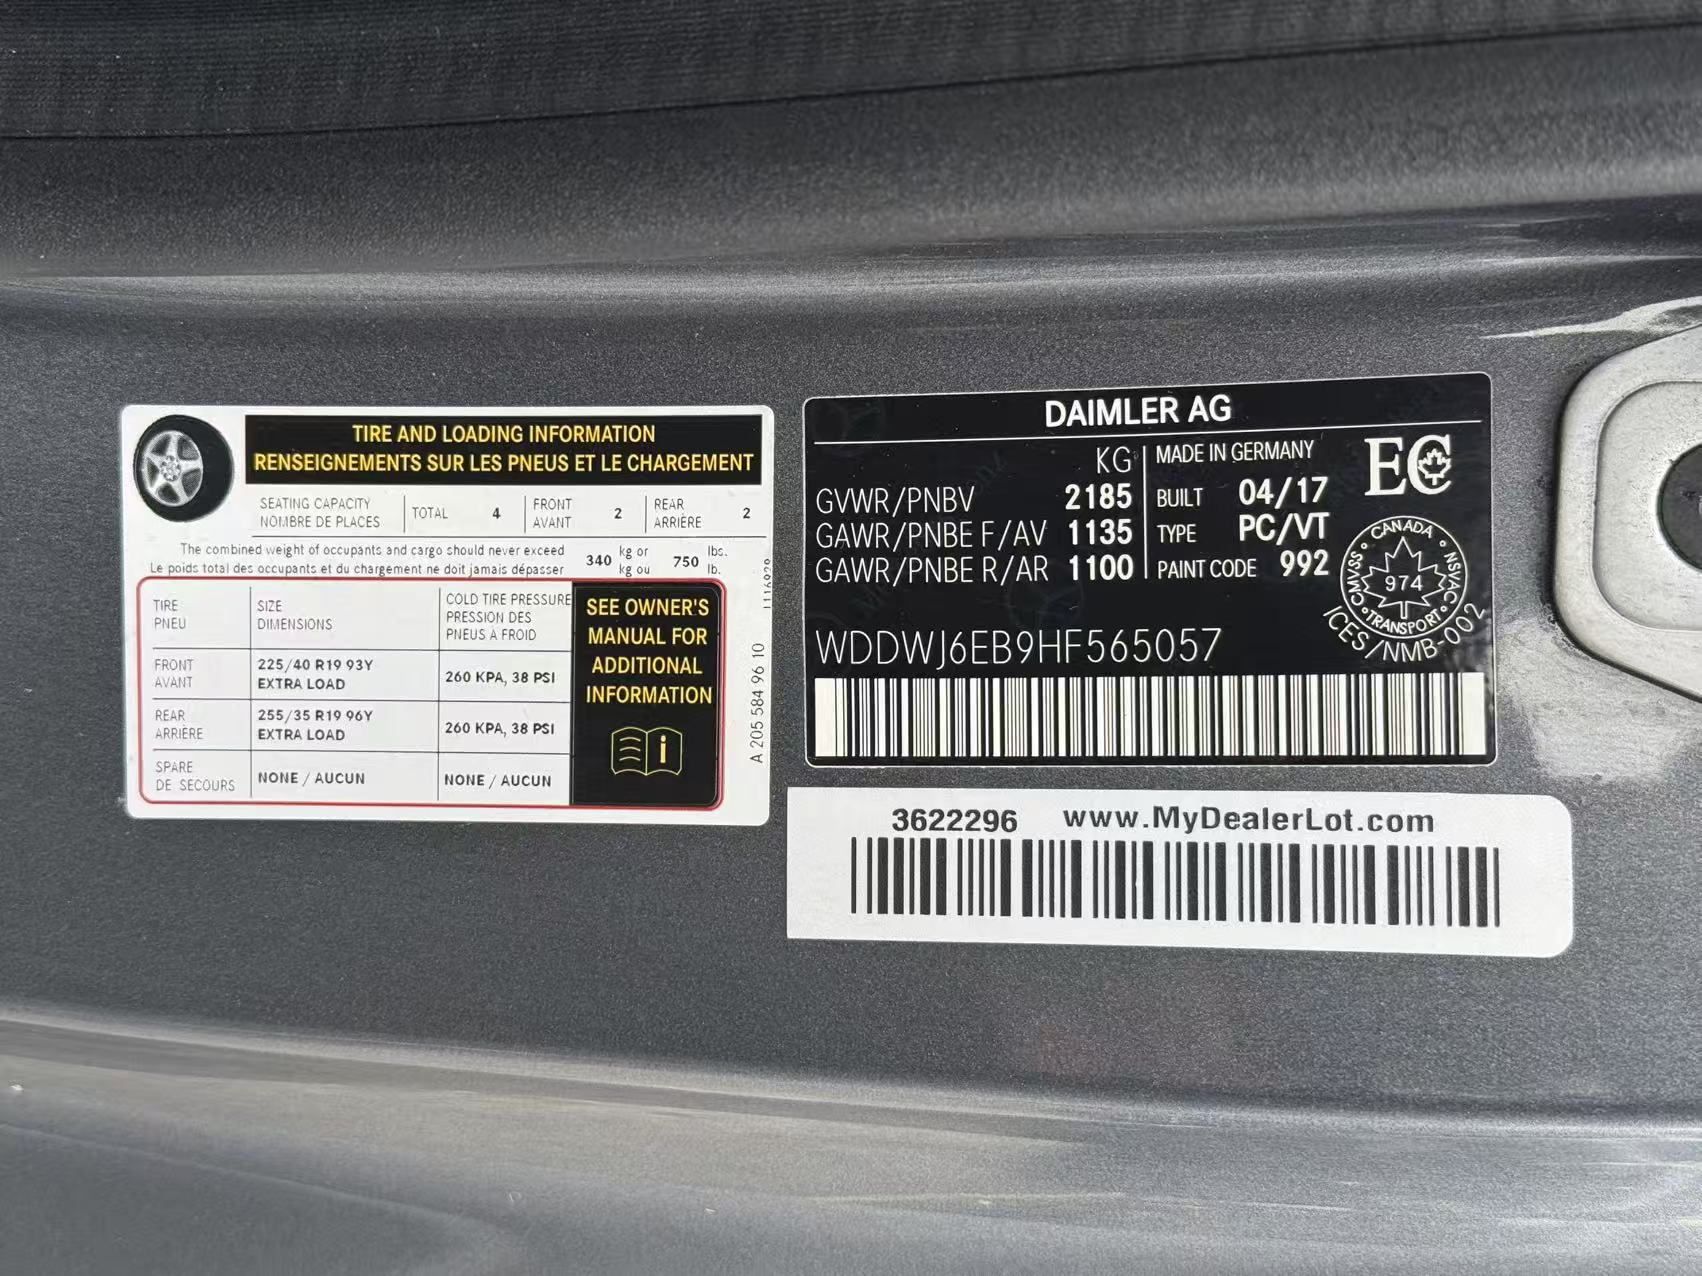 TIRE AND LOADING INFORMATION
RENSEIGNEMENTS SUR LES PNEUS ET LE CHARGEMENT
SEATING CAPACITY
NOMBRE DE PLACES
TOTAL 4
FRONT
AVANT
2
REAR
ARRIÈRE
2
The combined weight of occupants and cargo should never exceed
Le poids total des occupants et du chargement ne doit jamais dépasser
340
kg or
kg ou
750
lbs.
lb.
TIRE
PNEU
SIZE
DIMENSIONS
COLD TIRE PRESSURE
PRESSION DES
PNEUS A FROID
FRONT
AVANT
225/40 R19 93Y
EXTRA LOAD
260 KPA, 38 PSI
REAR
ARRIÈRE
255/35 R19 96Y
EXTRA LOAD
260 KPA, 38 PSI
SPARE
DE SECOURS
NONE / AUCUN
NONE / AUCUN
SEE OWNER'S
MANUAL FOR
ADDITIONAL
INFORMATION
i
A 205 584 96 10
1116929
DAIMLER AG
KG
GVWR/PNBV 2185
GAWR/PNBE F/AV 1135
GAWR/PNBE R/AR 1100
MADE IN GERMANY
BUILT 04/17
TYPE PC/VT
PAINT CODE 992
EC
CANADA
NSVAC
TRANSPORT
CMVSS
974
ICES/NMB-002
WDDWJ6EB9HF565057
3622296 www.MyDealerLot.com